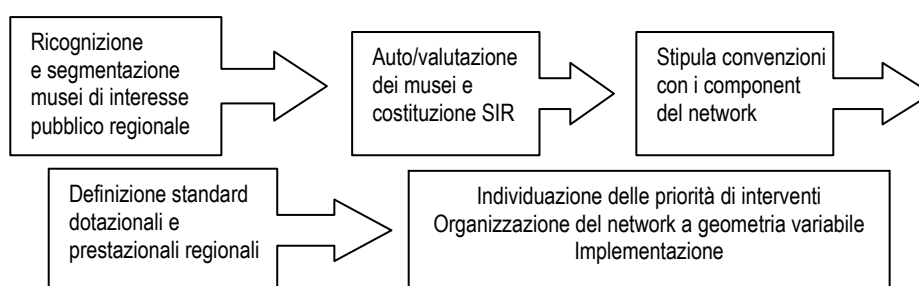 Ricognizione
e segmentazione
musei di interesse
pubblico regionale
Auto/valutazione
dei musei e
costituzione SIR
Stipula convenzioni
con i component
del network
Definizione standard
dotazionali e
prestazionali regionali
Individuazione delle priorità di interventi
Organizzazione del network a geometria variabile
Implementazione